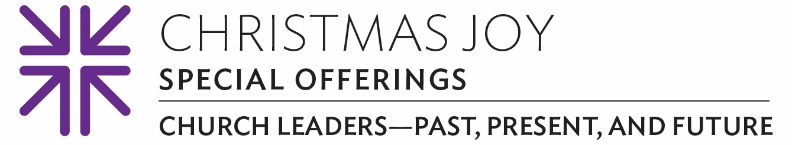 CHRISTMAS JOY
SPECIAL OFFERINGS
CHURCH LEADERS—PAST, PRESENT, AND FUTURE